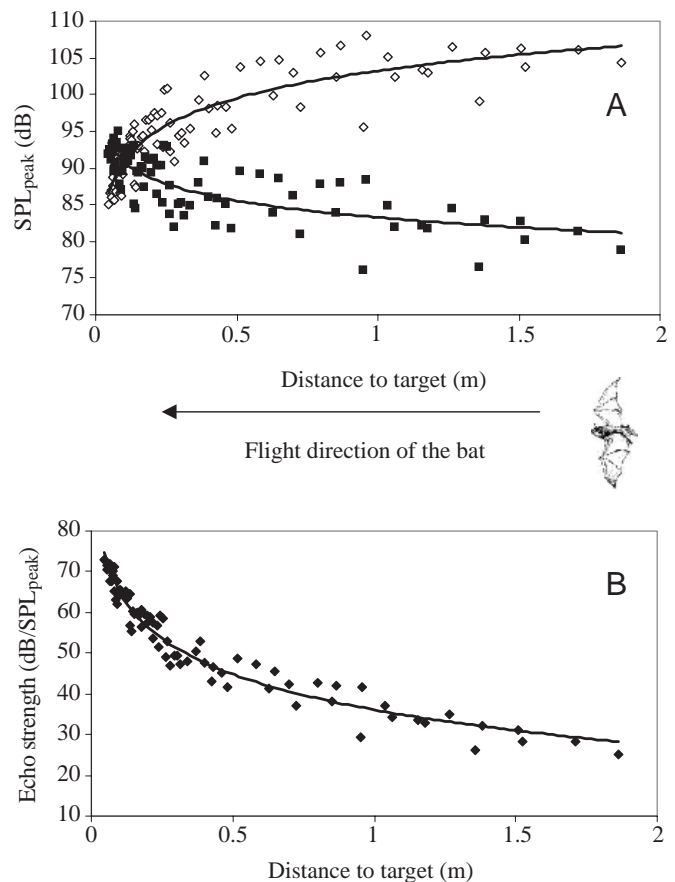 110
105
100
95
90
85
80
75
70
SPLpeak (dB)
A
0 0.5 1 1.5 2
Distance to target (m)
Flight direction of the bat
80
70
60
50
40
30
20
10
Echo strength (dB/SPLpeak)
B
0 0.5 1 1.5 2
Distance to target (m)